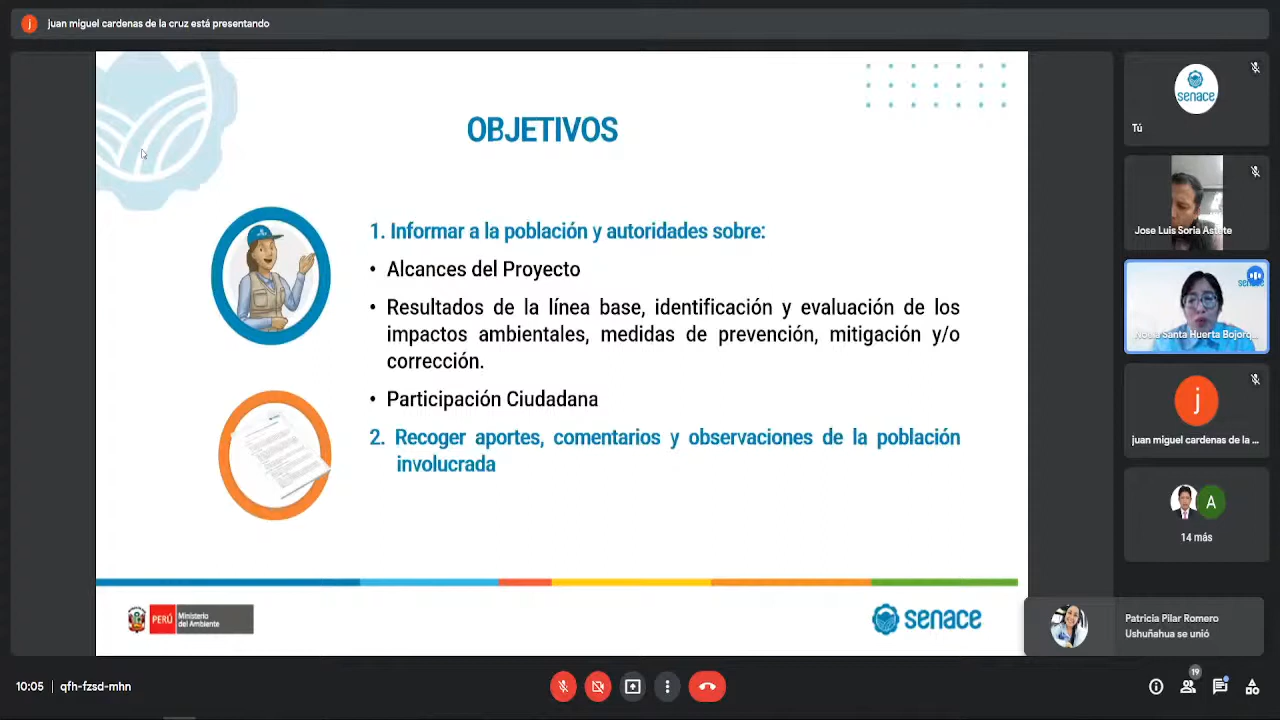 juan miguel cardenas de la cruz está presentando
OBJETIVOS
1. Informar a la población y autoridades sobre:
• Alcances del Proyecto
• Resultados de la línea base, identificación y evaluación de los
impactos ambientales, medidas de prevención, mitigación y/o
corrección.
• Participación Ciudadana
2. Recoger aportes, comentarios y observaciones de la población
involucrada
PERÚ
Ministerio
del Ambiente
senace
senace
Tú
Jose Luis Soria Astete
Santa Huerta Bojorq...
j
juan miguel cardenas de la ...
A
14 más
Patricia Pilar Romero
Ushuñahua se unió
10:05 | qfh-fzsd-mhn
19